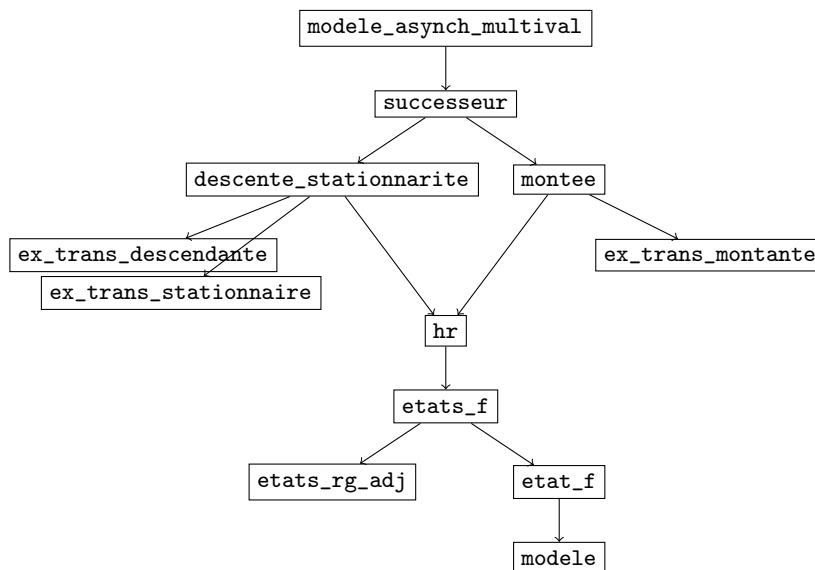 modele_asynch_multival
successeur
descente_stationnarite
montee
ex_trans_descendante
ex_trans_montante
ex_trans_stationnaire
hr
etats_f
etats_rg_adj
etat_f
modele